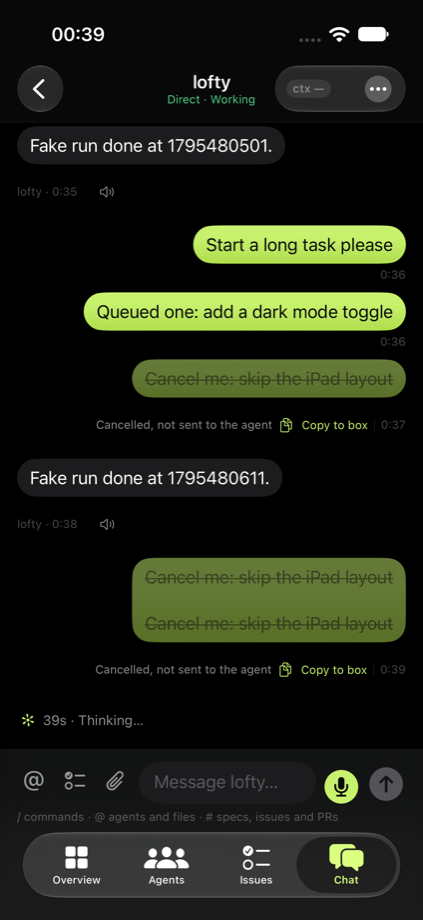 00:39
lofty
Direct · Working
ctx —
Fake run done at 1795480501.
lofty · 0:35
Start a long task please
0:36
Queued one: add a dark mode toggle
0:36
Cancel me: skip the iPad layout
Cancelled, not sent to the agent Copy to box 0:37
Fake run done at 1795480611.
lofty · 0:38
Cancel me: skip the iPad layout
Cancel me: skip the iPad layout
Cancelled, not sent to the agent Copy to box 0:39
39s · Thinking...
@ Message lofty...
/ commands · @ agents and files · # specs, issues and PRs
Overview Agents Issues Chat